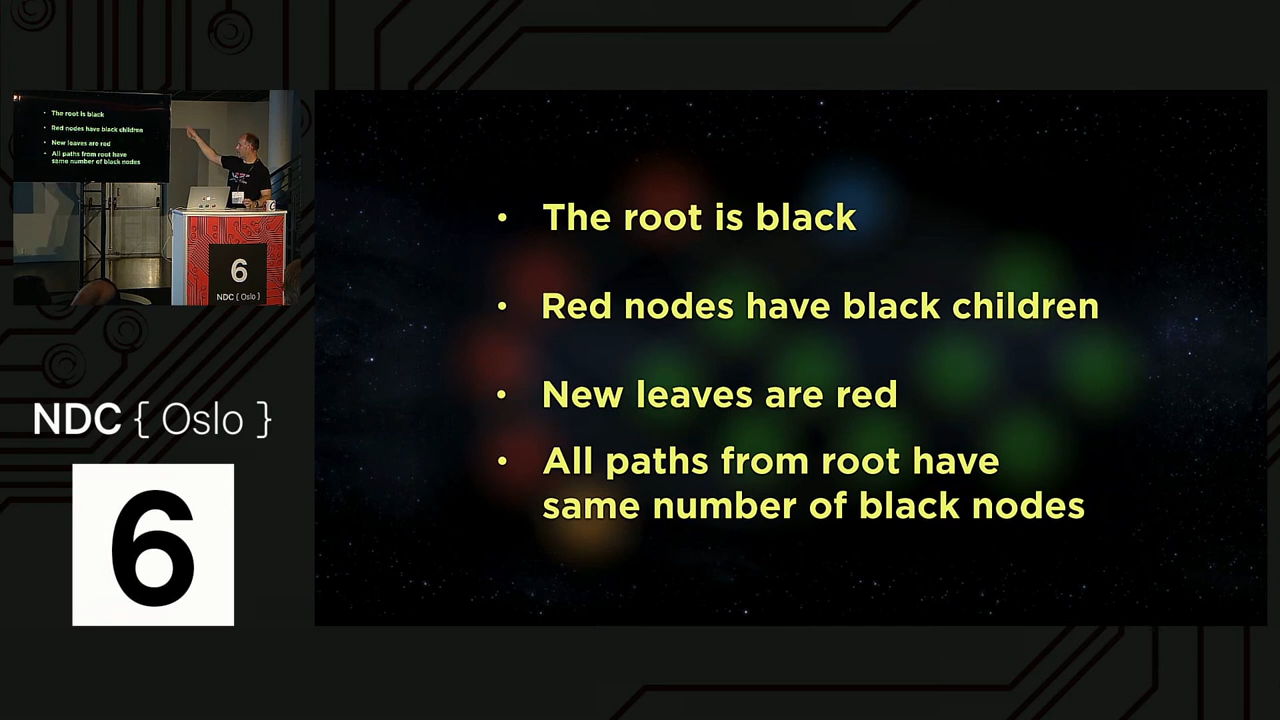 • The root is black
• Red nodes have black children
• New leaves are red
• All paths from root have
same number of black nodes
• The root is black
• Red nodes have black children
• New leaves are red
• All paths from root have
same number of black nodes
6
NDC { Oslo }
NDC { Oslo }
6